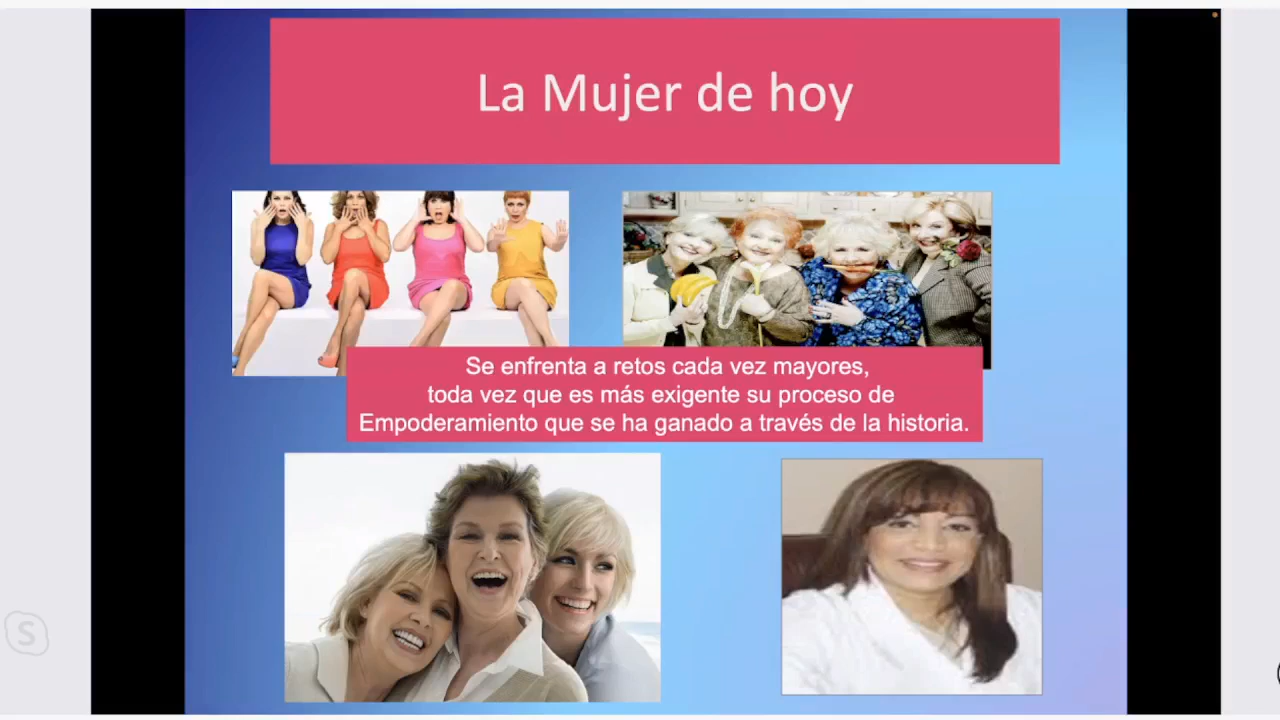 La Mujer de hoy
Se enfrenta a retos cada vez mayores,
toda vez que es más exigente su proceso de
Empoderamiento que se ha ganado a través de la historia.
S